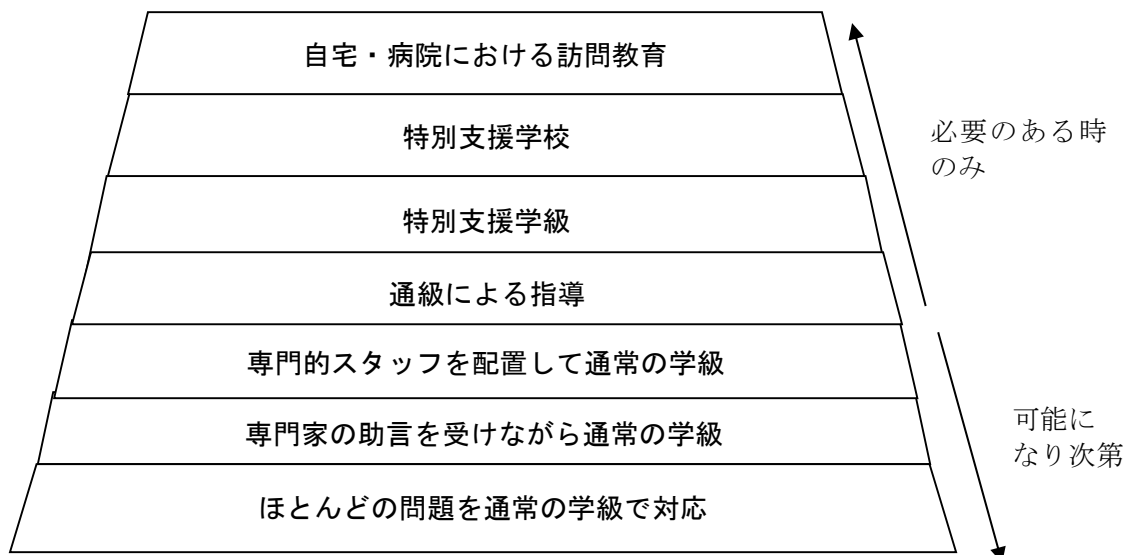 自宅・病院における訪問教育
特別支援学校
特別支援学級
通級による指導
専門的スタッフを配置して通常の学級
専門家の助言を受けながら通常の学級
ほとんどの問題を通常の学級で対応
必要のある時
のみ
可能に
なり次第